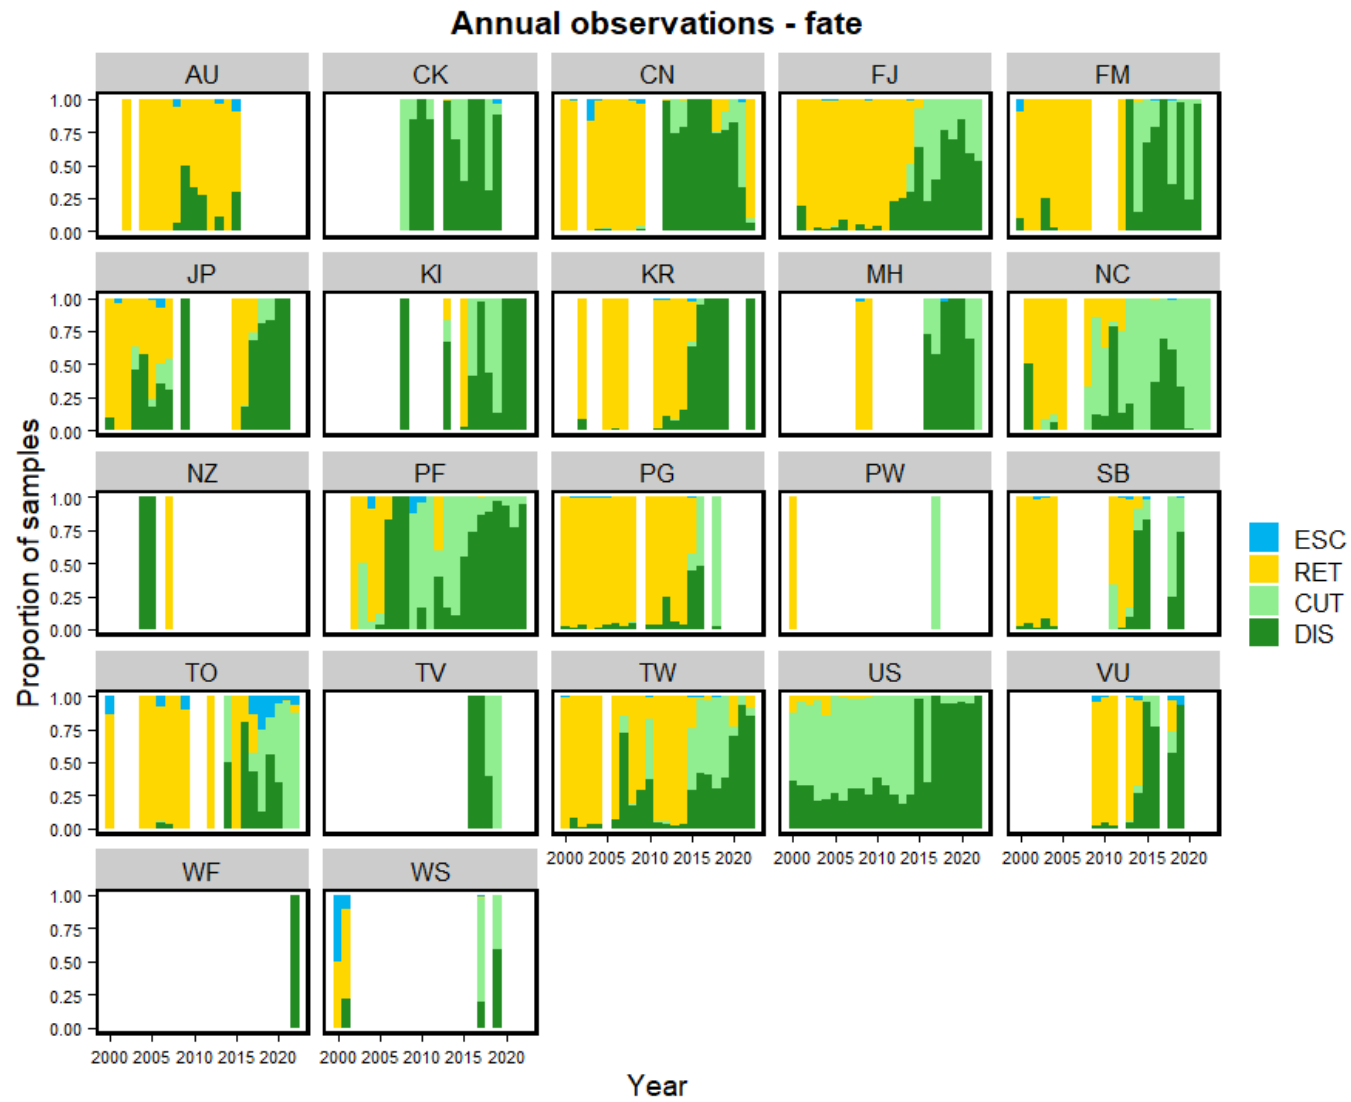 Annual observations - fate
AU CK CN FJ FM
1.00
0.75
0.50
0.25
0.00
JP KI KR MH NC
1.00
0.75
0.50
0.25
0.00
NZ PF PG PW SB
1.00
0.75
0.50
0.25
0.00
TO TV TW US VU
1.00
0.75
0.50
0.25
0.00
2000 2005 2010 2015 2020 2000 2005 2010 2015 2020 2000 2005 2010 2015 2020
WF WS
1.00
0.75
0.50
0.25
0.00
2000 2005 2010 2015 2020 2000 2005 2010 2015 2020
Year
Proportion of samples
ESC
RET
CUT
DIS